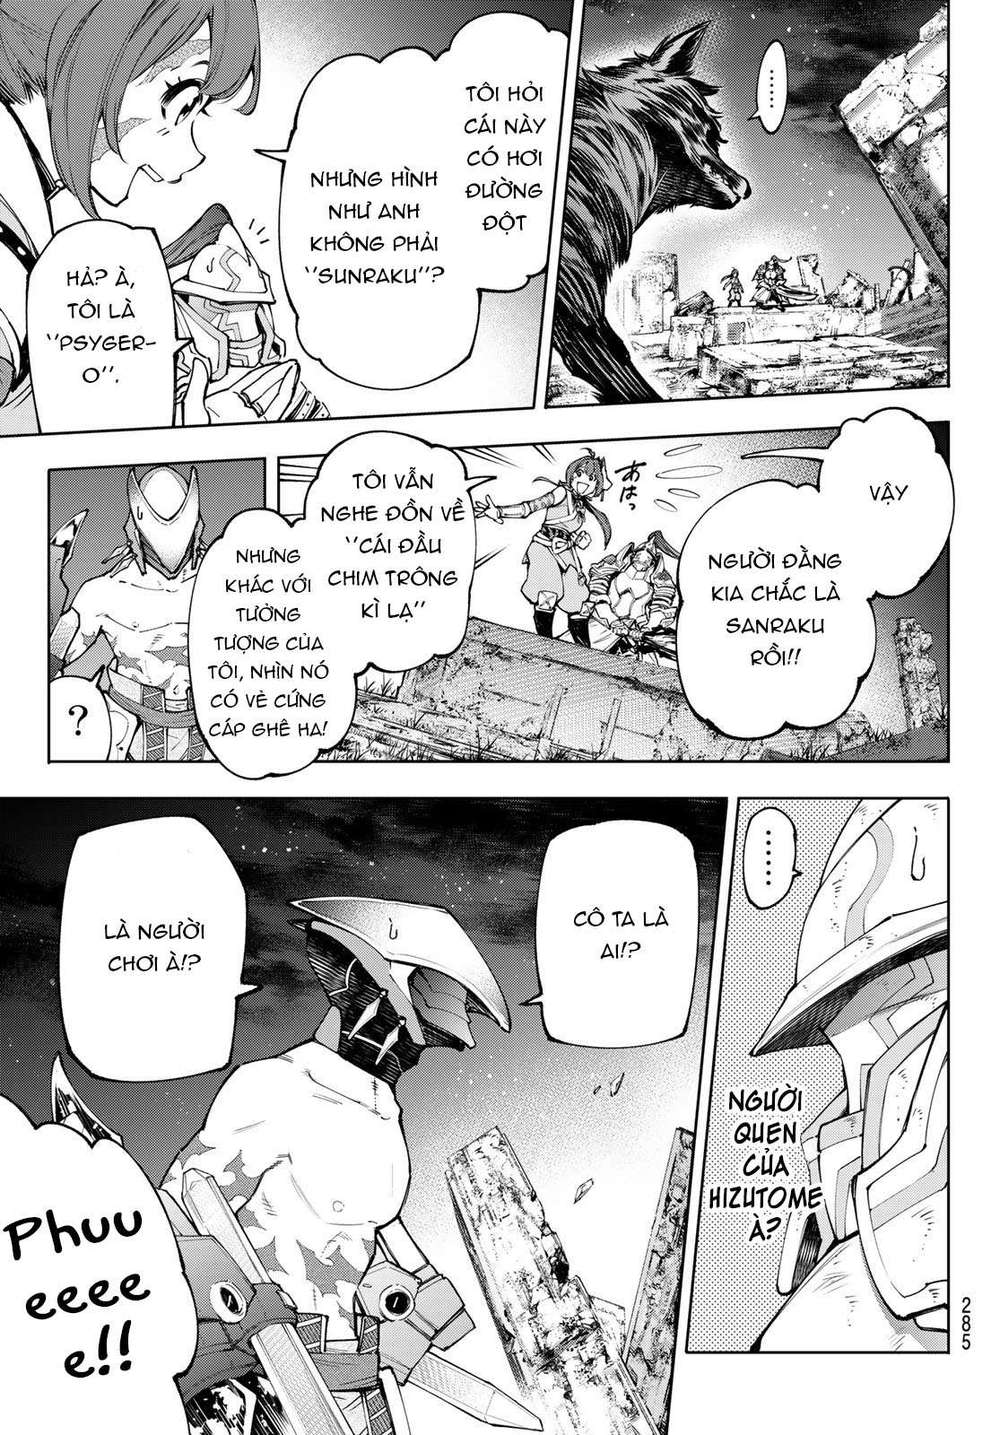 ......
TÔI HỎI
CÁI NÀY
CÓ HƠI
ĐƯỜNG
ĐỘT
NHƯNG HÌNH
NHƯ ANH
KHÔNG PHẢI
"SUNRAKU"?
HẢ? À,
TÔI LÀ
"PSYGER-
O".
VẬY
NGƯỜI ĐẰNG
KIA CHẮC LÀ
SANRAKU
RỒI!!
あはっ
TÔI VẪN
NGHE ĐỒN VỀ
"CÁI ĐẦU
CHIM TRÔNG
KÌ LẠ"
NHƯNG
KHÁC VỚI
TƯỞNG
TƯỢNG CỦA
TÔI, NHÌN NÓ
CÓ VẺ CỨNG
CÁP GHÊ HA!
?
......
NGƯỜI
QUEN
CỦA
HIZUTOME
À?
CÔ TA LÀ
AI!?
LÀ NGƯỜI
CHƠI À!?
Phuu
eeee
e!!
285